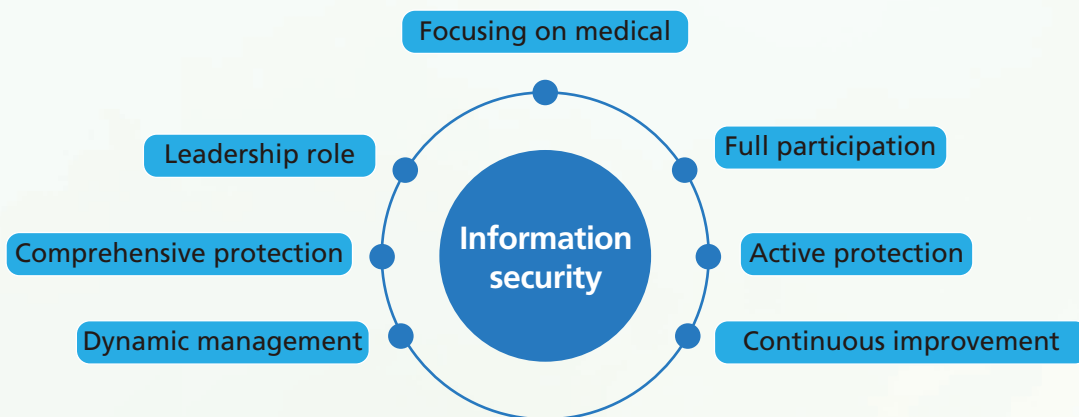 Focusing on medical
Leadership role
Full participation
Information
security
Comprehensive protection
Active protection
Dynamic management
Continuous improvement